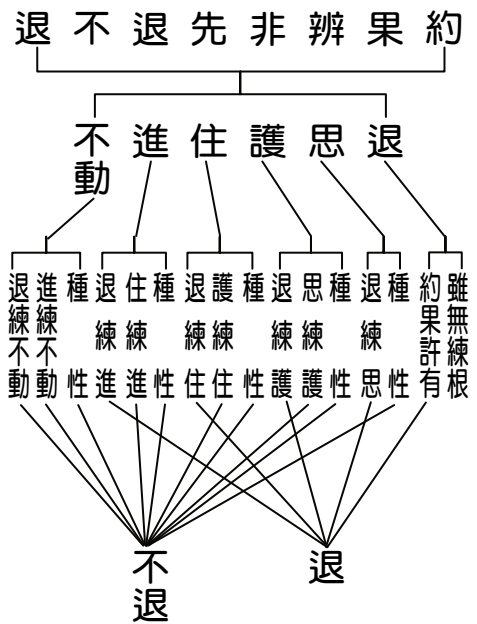 約果辨非先退不退
退
思
護
住
進
不動
雖無練根
約果許有
種性
退練思
種性
思練護
退練護
種性
護練住
退練住
種性
住練進
退練進
種性
進練不動
退練不動
退
不退